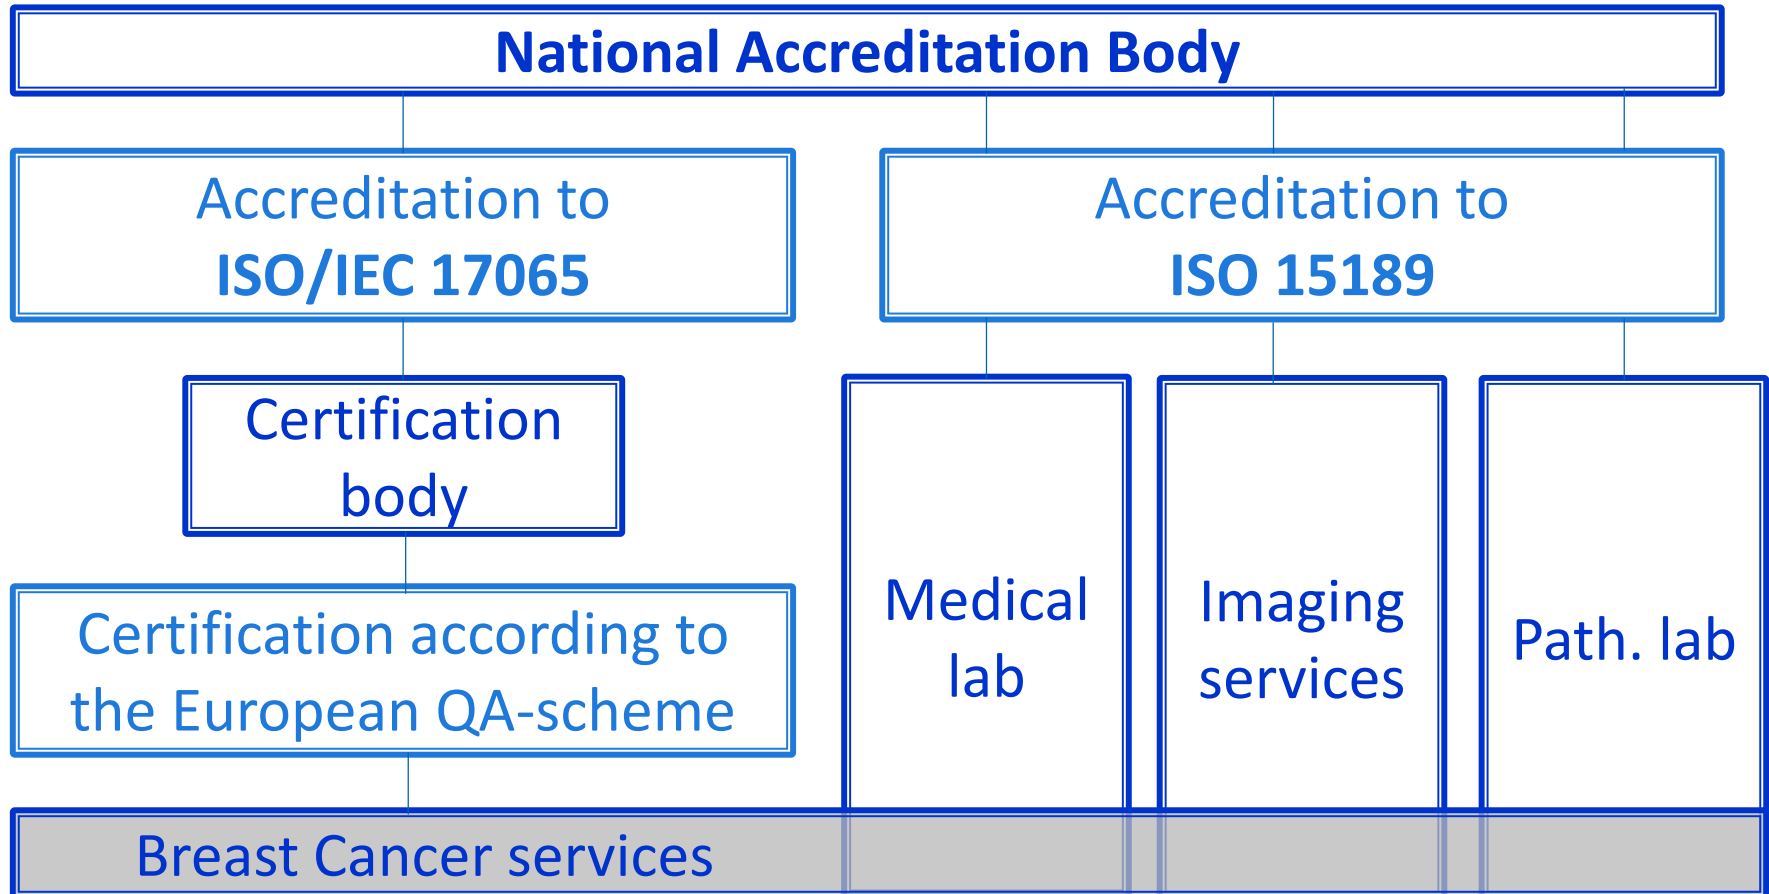 National Accreditation Body
Accreditation to
ISO/IEC 17065
Accreditation to
ISO 15189
Certification
body
Certification according to
the European QA-scheme
Medical
lab
Imaging
services
Path. lab
Breast Cancer services